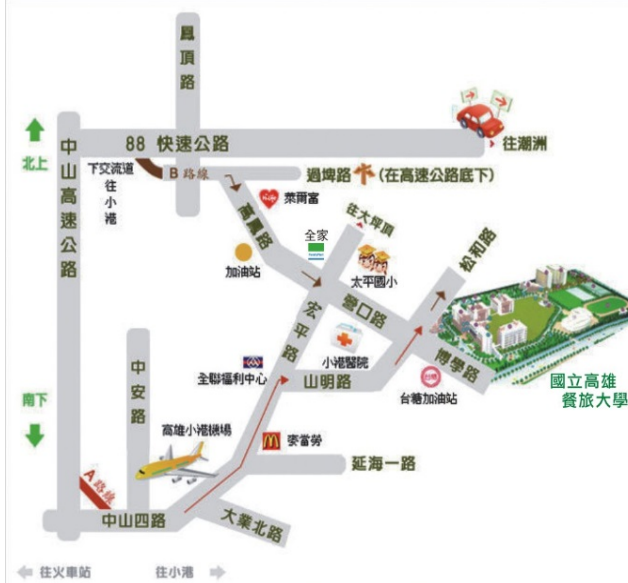 鳳頂路
北上
中山高速公路
88 快速公路
往潮洲
下交流道
往小港
B 路線
過埤路
(在高速公路底下)
萊爾富
萬鳳路
往大坪頂
松和路
全家
加油站
太平國小
宏平路
營口路
小港醫院
博學路
國立高雄
餐旅大學
台糖加油站
山明路
全聯福利中心
中安路
南下
高雄小港機場
麥當勞
延海一路
A 路線
中山四路
大業北路
往火車站
往小港